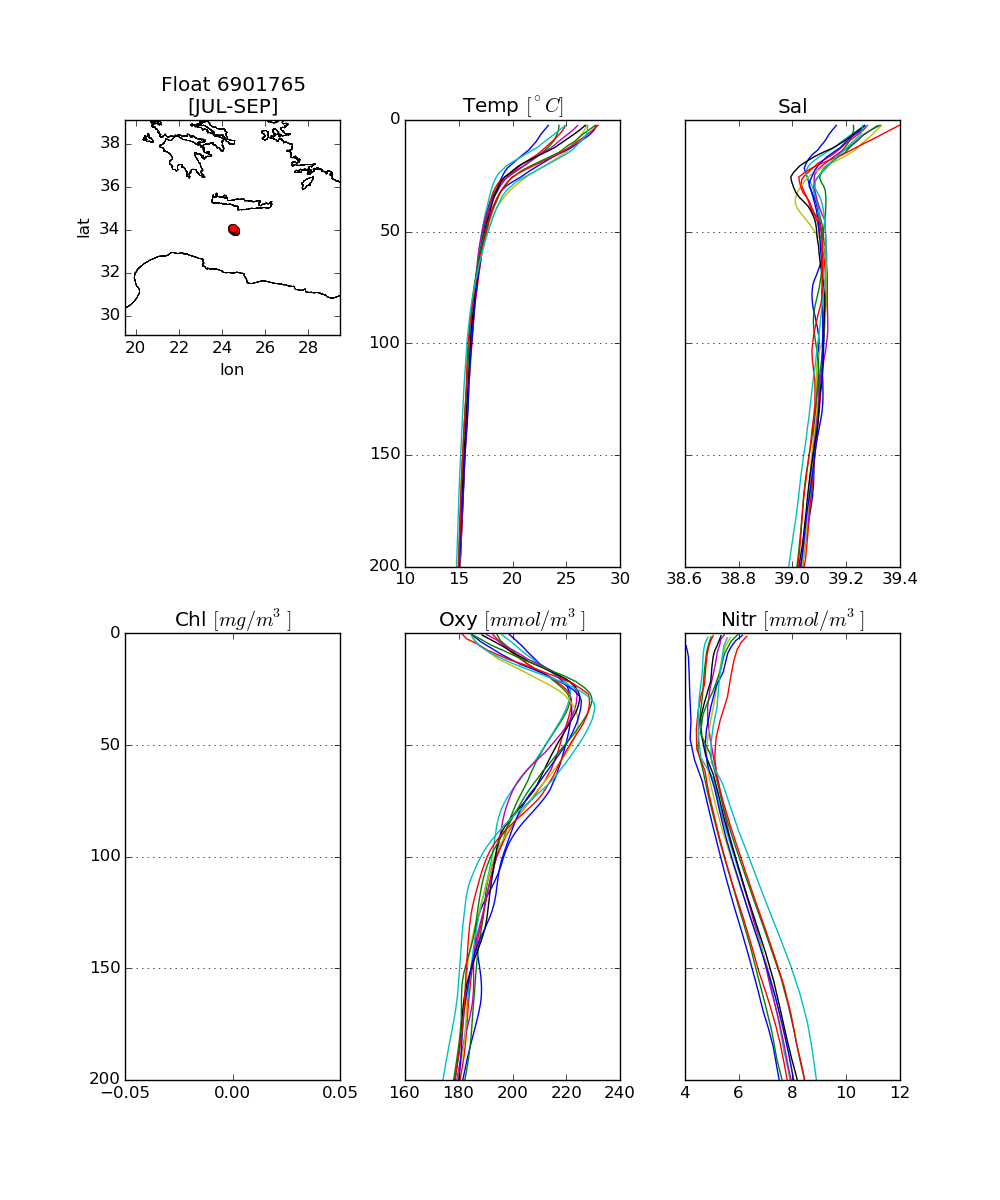 Float 6901765
[JUL-SEP]
38
36
34
32
30
lat
20 22 24 26 28
lon
Temp [°C]
0
50
100
150
200
10 15 20 25 30
Sal
38.6 38.8 39.0 39.2 39.4
Chl [mg/m³]
0
50
100
150
200
−0.05 0.00 0.05
Oxy [mmol/m³]
160 180 200 220 240
Nitr [mmol/m³]
4 6 8 10 12